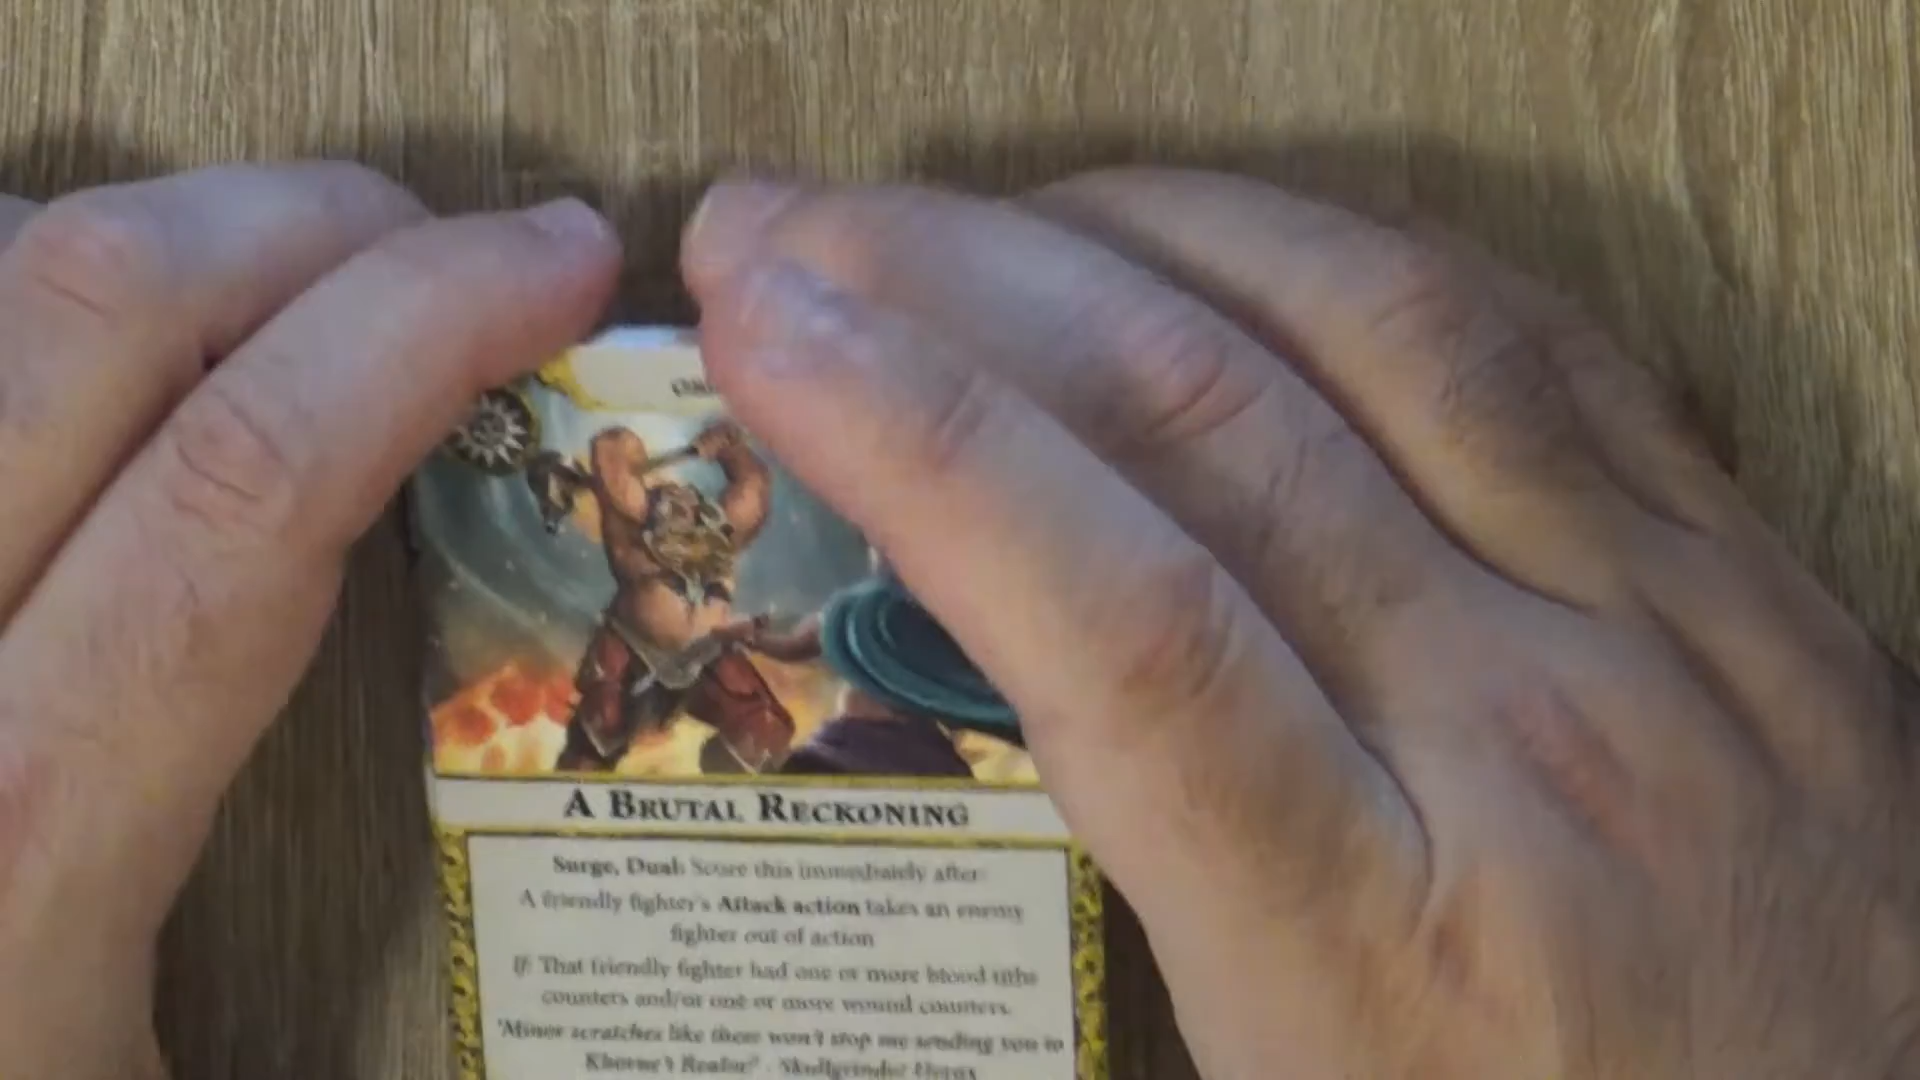 A BRUTAL RECKONING
Surge, Dual: Score this immediately after:
A friendly fighter's Attack action takes an enemy
fighter out of action
If: That friendly fighter had one or more blood tithe
counters and/or one or more wound counters.
'Minor scratches like these won't stop me sending you to
Khorne's Realm!' - Skullgrinder Herax